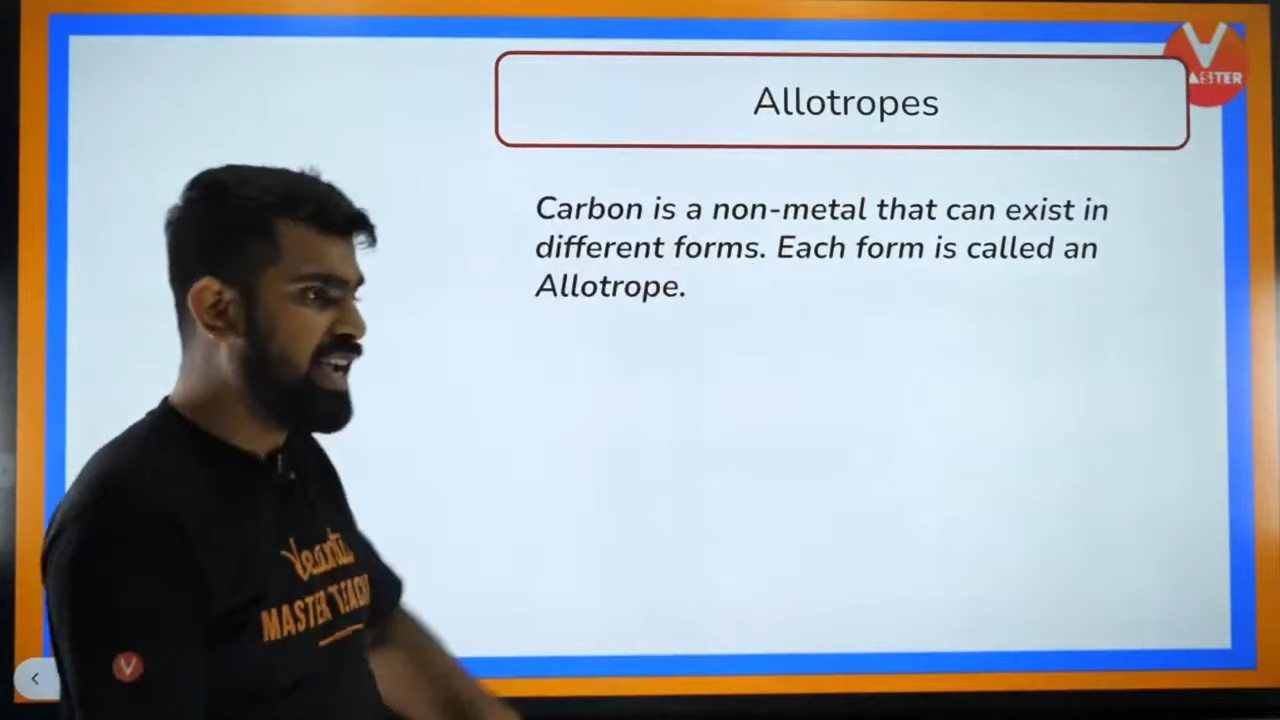 Allotropes
Carbon is a non-metal that can exist in
different forms. Each form is called an
Allotrope.
MASTER